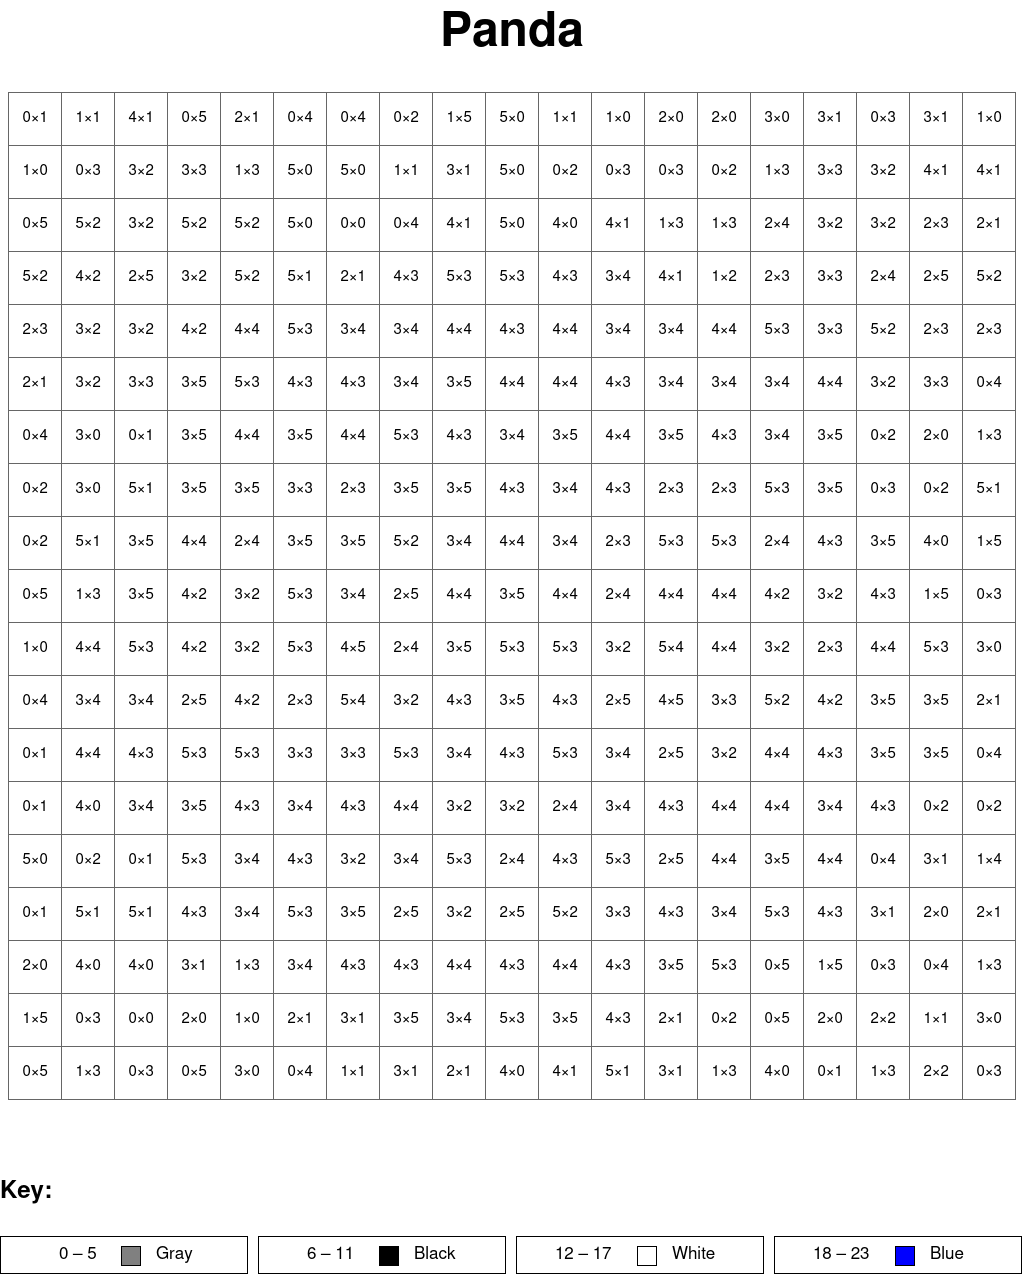 Panda
0×1 1×1 4×1 0×5 2×1 0×4 0×4 0×2 1×5 5×0 1×1 1×0 2×0 2×0 3×0 3×1 0×3 3×1 1×0
1×0 0×3 3×2 3×3 1×3 5×0 5×0 1×1 3×1 5×0 0×2 0×3 0×3 0×2 1×3 3×3 3×2 4×1 4×1
0×5 5×2 3×2 5×2 5×2 5×0 0×0 0×4 4×1 5×0 4×0 4×1 1×3 1×3 2×4 3×2 3×2 2×3 2×1
5×2 4×2 2×5 3×2 5×2 5×1 2×1 4×3 5×3 5×3 4×3 3×4 4×1 1×2 2×3 3×3 2×4 2×5 5×2
2×3 3×2 3×2 4×2 4×4 5×3 3×4 3×4 4×4 4×3 4×4 3×4 3×4 4×4 5×3 3×3 5×2 2×3 2×3
2×1 3×2 3×3 3×5 5×3 4×3 4×3 3×4 3×5 4×4 4×4 4×3 3×4 3×4 3×4 4×4 3×2 3×3 0×4
0×4 3×0 0×1 3×5 4×4 3×5 4×4 5×3 4×3 3×4 3×5 4×4 3×5 4×3 3×4 3×5 0×2 2×0 1×3
0×2 3×0 5×1 3×5 3×5 3×3 2×3 3×5 3×5 4×3 3×4 4×3 2×3 2×3 5×3 3×5 0×3 0×2 5×1
0×2 5×1 3×5 4×4 2×4 3×5 3×5 5×2 3×4 4×4 3×4 2×3 5×3 5×3 2×4 4×3 3×5 4×0 1×5
0×5 1×3 3×5 4×2 3×2 5×3 3×4 2×5 4×4 3×5 4×4 2×4 4×4 4×4 4×2 3×2 4×3 1×5 0×3
1×0 4×4 5×3 4×2 3×2 5×3 4×5 2×4 3×5 5×3 5×3 3×2 5×4 4×4 3×2 2×3 4×4 5×3 3×0
0×4 3×4 3×4 2×5 4×2 2×3 5×4 3×2 4×3 3×5 4×3 2×5 4×5 3×3 5×2 4×2 3×5 3×5 2×1
0×1 4×4 4×3 5×3 5×3 3×3 3×3 5×3 3×4 4×3 5×3 3×4 2×5 3×2 4×4 4×3 3×5 3×5 0×4
0×1 4×0 3×4 3×5 4×3 3×4 4×3 4×4 3×2 3×2 2×4 3×4 4×3 4×4 4×4 3×4 4×3 0×2 0×2
5×0 0×2 0×1 5×3 3×4 4×3 3×2 3×4 5×3 2×4 4×3 5×3 2×5 4×4 3×5 4×4 0×4 3×1 1×4
0×1 5×1 5×1 4×3 3×4 5×3 3×5 2×5 3×2 2×5 5×2 3×3 4×3 3×4 5×3 4×3 3×1 2×0 2×1
2×0 4×0 4×0 3×1 1×3 3×4 4×3 4×3 4×4 4×3 4×4 4×3 3×5 5×3 0×5 1×5 0×3 0×4 1×3
1×5 0×3 0×0 2×0 1×0 2×1 3×1 3×5 3×4 5×3 3×5 4×3 2×1 0×2 0×5 2×0 2×2 1×1 3×0
0×5 1×3 0×3 0×5 3×0 0×4 1×1 3×1 2×1 4×0 4×1 5×1 3×1 1×3 4×0 0×1 1×3 2×2 0×3
Key:
0 – 5 Gray 6 – 11 Black 12 – 17 White 18 – 23 Blue